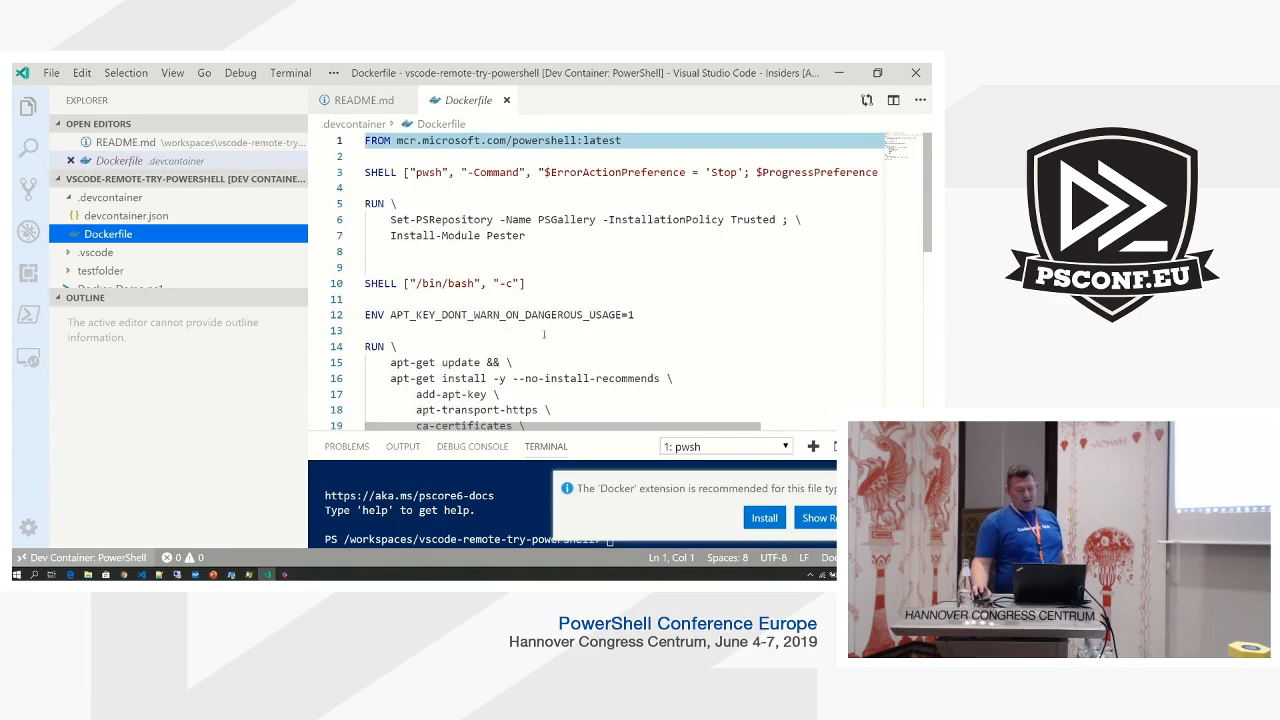 File Edit Selection View Go Debug Terminal ··· Dockerfile - vscode-remote-try-powershell [Dev Container: PowerShell] - Visual Studio Code - Insiders [A...
EXPLORER
OPEN EDITORS
README.md \workspaces\vscode-remote-try-...
Dockerfile .devcontainer
VSCODE-REMOTE-TRY-POWERSHELL [DEV CONTAINE...
.devcontainer
{} devcontainer.json
Dockerfile
.vscode
testfolder
OUTLINE
The active editor cannot provide outline
information.
README.md Dockerfile
.devcontainer Dockerfile
1 FROM mcr.microsoft.com/powershell:latest
2
3 SHELL ["pwsh", "-Command", "$ErrorActionPreference = 'Stop'; $ProgressPreference
4
5 RUN \
6 Set-PSRepository -Name PSGallery -InstallationPolicy Trusted ; \
7 Install-Module Pester
8
9
10 SHELL ["/bin/bash", "-c"]
11
12 ENV APT_KEY_DONT_WARN_ON_DANGEROUS_USAGE=1
13
14 RUN \
15 apt-get update && \
16 apt-get install -y --no-install-recommends \
17 add-apt-key \
18 apt-transport-https \
19 ca-certificates \
PROBLEMS OUTPUT DEBUG CONSOLE TERMINAL 1: pwsh
https://aka.ms/pscore6-docs
Type 'help' to get help.
PS /workspaces/vscode-remote-try-powershell>
The 'Docker' extension is recommended for this file typ
Install Show Re
Dev Container: PowerShell 0 0 Ln 1, Col 1 Spaces: 8 UTF-8 LF Doc
PSCONF.EU
HANNOVER CONGRESS CENTRUM
PowerShell Conference Europe
Hannover Congress Centrum, June 4-7, 2019